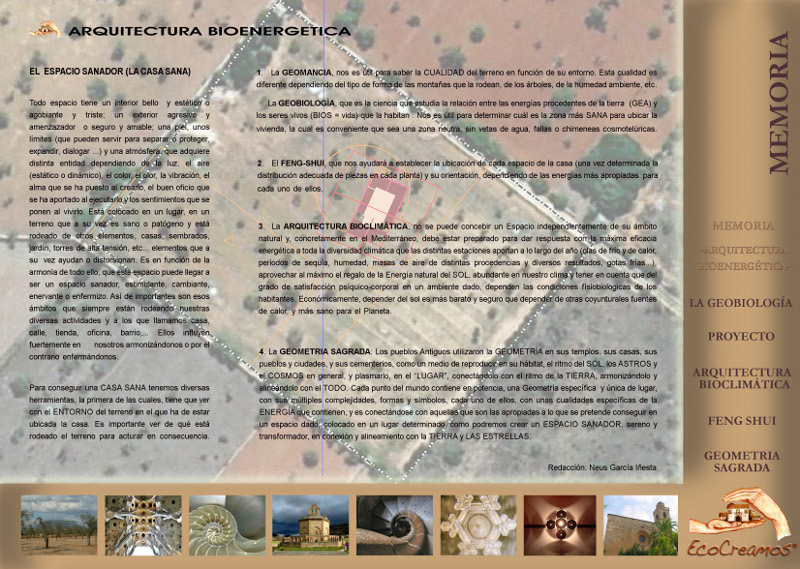 ARQUITECTURA BIOENERGÉTICA
EL ESPACIO SANADOR (LA CASA SANA)
Todo espacio tiene un interior bello y estético o
agobiante y triste; un exterior agresivo y
amenzazador o seguro y amable; una piel, unos
límites (que pueden servir para separar o proteger,
expandir, dialogar ...) y una atmósfera, que adquiere
distinta entidad dependiendo de la luz, el aire
(estático o dinámico), el color, el olor, la vibración, el
alma que se ha puesto al crearlo, el buen oficio que
se ha aportado al ejecutarlo y los sentimientos que se
ponen al vivirlo. Está colocado en un lugar, en un
terreno que a su vez es sano o patógeno y está
rodeado de otros elementos, casas, sembrados,
jardín, torres de alta tensión, etc... elementos que a
su vez ayudan o distorsionan. Es en función de la
armonía de todo ello, que este espacio puede llegar a
ser un espacio sanador, estimulante, cambiante,
enervante o enfermizo. Así de importantes son esos
ámbitos que siempre están rodeando nuestras
diversas actividades y a los que llamamos casa,
calle, tienda, oficina, barrio,... Ellos influyen
fuertemente en nosotros armonizándonos o por el
contrario enfermándonos.
Para conseguir una CASA SANA tenemos diversas
herramientas, la primera de las cuales, tiene que ver
con el ENTORNO del terreno en el que ha de estar
ubicada la casa. Es importante ver de qué está
rodeado el terreno para acturar en consecuencia.
1. La GEOMANCIA, nos es útil para saber la CUALIDAD del terreno en función de su entorno. Esta cualidad es
diferente dependiendo del tipo de forma de las montañas que la rodean, de los árboles, de la humedad ambiente, etc.
La GEOBIOLOGÍA, que es la ciencia que estudia la relación entre las energías procedentes de la tierra (GEA) y
los seres vivos (BIOS = vida) que la habitan . Nos es útil para determinar cuál es la zona más SANA para ubicar la
vivienda, la cual es conveniente que sea una zona neutra, sin vetas de agua, fallas o chimeneas cosmotelúricas.
2. El FENG-SHUI, que nos ayudará a establecer la ubicación de cada espacio de la casa (una vez determinada la
distribución adecuada de piezas en cada planta) y su orientación, dependiendo de las energías más apropiadas para
cada uno de ellos.
3. La ARQUITECTURA BIOCLIMÁTICA, no se puede concebir un Espacio independientemente de su ámbito
natural y, concretamente en el Mediterráneo, debe estar preparado para dar respuesta con la máxima eficacia
energética a toda la diversidad climática que las distintas estaciones aportan a lo largo del año (días de frío y de calor,
periodos de sequía, humedad, masas de aire de distintas procedencias y diversos resultados, gotas frías...),
aprovechar al máximo el regalo de la Energía natural del SOL, abundante en nuestro clima y tener en cuenta que del
grado de satisfacción psíquico-corporal en un ambiente dado, dependen las condiciones fisiobiológicas de los
habitantes. Económicamente, depender del sol es más barato y seguro que depender de otras coyunturales fuentes
de calor, y más sano para el Planeta.
4. La GEOMETRIA SAGRADA: Los pueblos Antiguos utilizaron la GEOMETRÍA en sus templos, sus casas, sus
pueblos y ciudades, y sus cementerios, como un medio de reproducir en su hábitat, el ritmo del SOL, los ASTROS y
el COSMOS en general, y plasmarlo, en el "LUGAR", conectándolo con el ritmo de la TIERRA, armonizándolo y
alineándolo con el TODO. Cada punto del mundo contiene en potencia, una Geometría específica y única de lugar,
con sus múltiples complejidades, formas y símbolos, cada uno de ellos, con unas cualidades específicas de la
ENERGÍA que contienen, y es conectándose con aquellas que son las apropiadas a lo que se pretende conseguir en
un espacio dado, colocado en un lugar determinado, como podremos crear un ESPACIO SANADOR, sereno y
transformador, en conexión y alineamiento con la TIERRA y LAS ESTRELLAS.
Redacción: Neus García Iñesta
MEMORIA
MEMORIA
-ARQUITECTURA
BIOENERGÉTICA-
LA GEOBIOLOGÍA
PROYECTO
ARQUITECTURA
BIOCLIMÁTICA
FENG SHUI
GEOMETRIA
SAGRADA
EcoCreamos